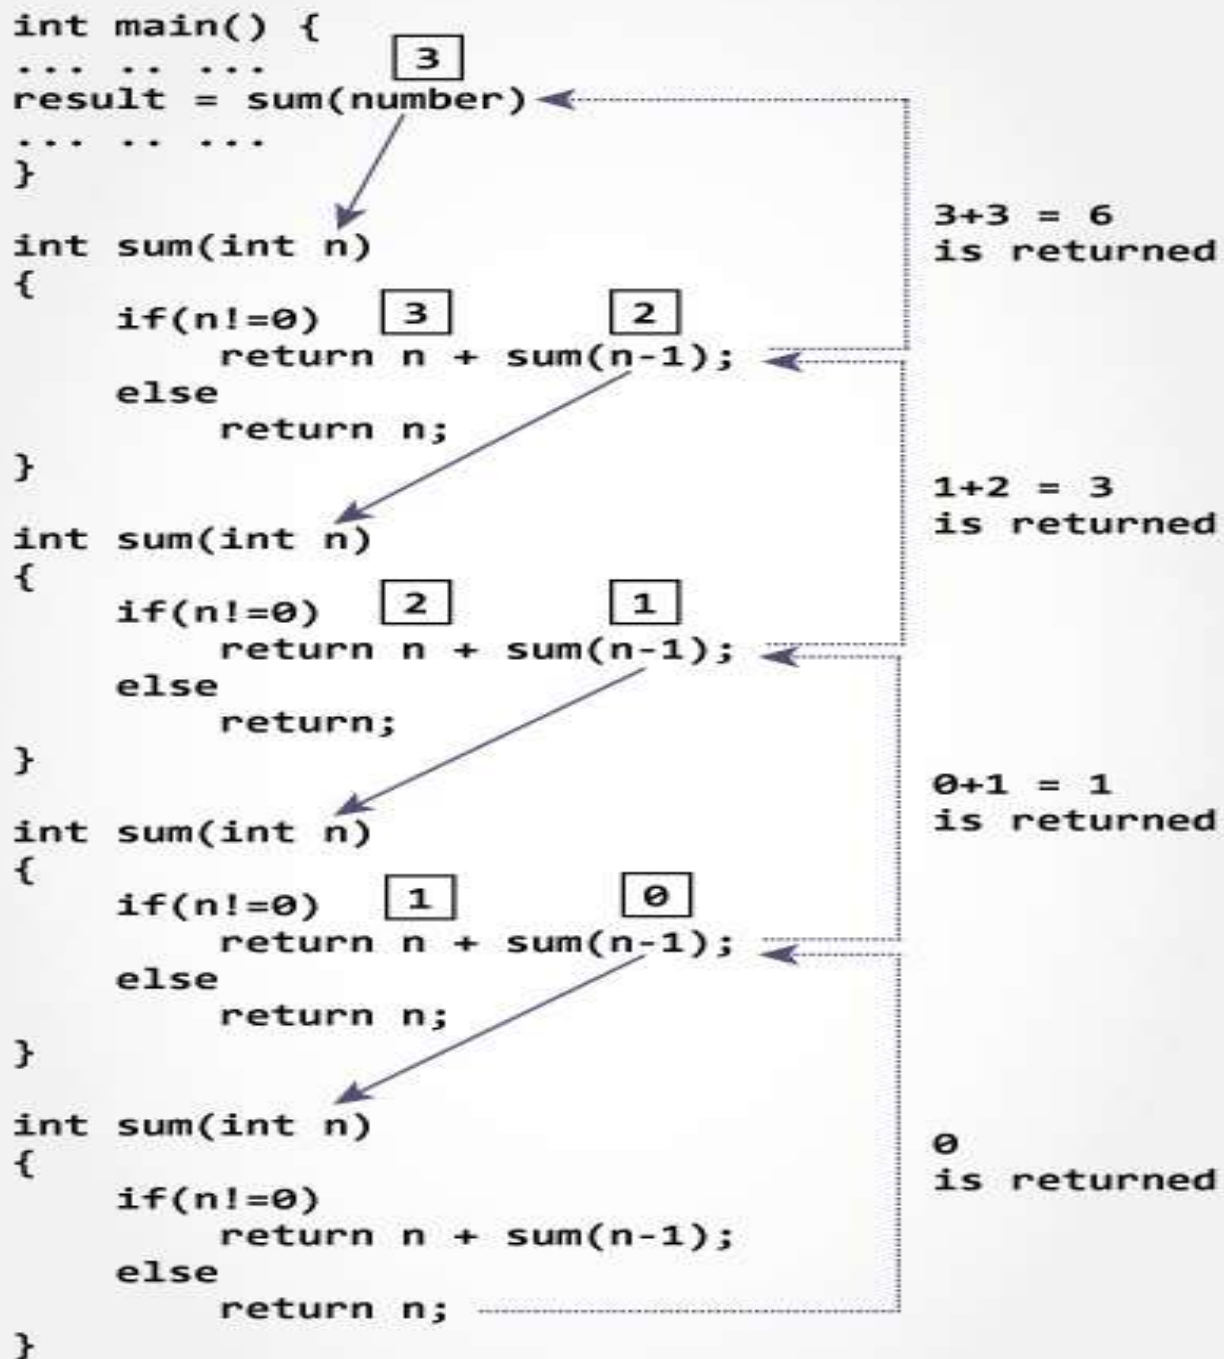 int main() {
... .. ...
3
result = sum(number)
... .. ...
}
3+3 = 6
is returned
int sum(int n)
{
if(n!=0) 3 2
return n + sum(n-1);
else
return n;
}
1+2 = 3
is returned
int sum(int n)
{
if(n!=0) 2 1
return n + sum(n-1);
else
return;
}
0+1 = 1
is returned
int sum(int n)
{
if(n!=0) 1 0
return n + sum(n-1);
else
return n;
}
0
is returned
int sum(int n)
{
if(n!=0)
return n + sum(n-1);
else
return n;
}